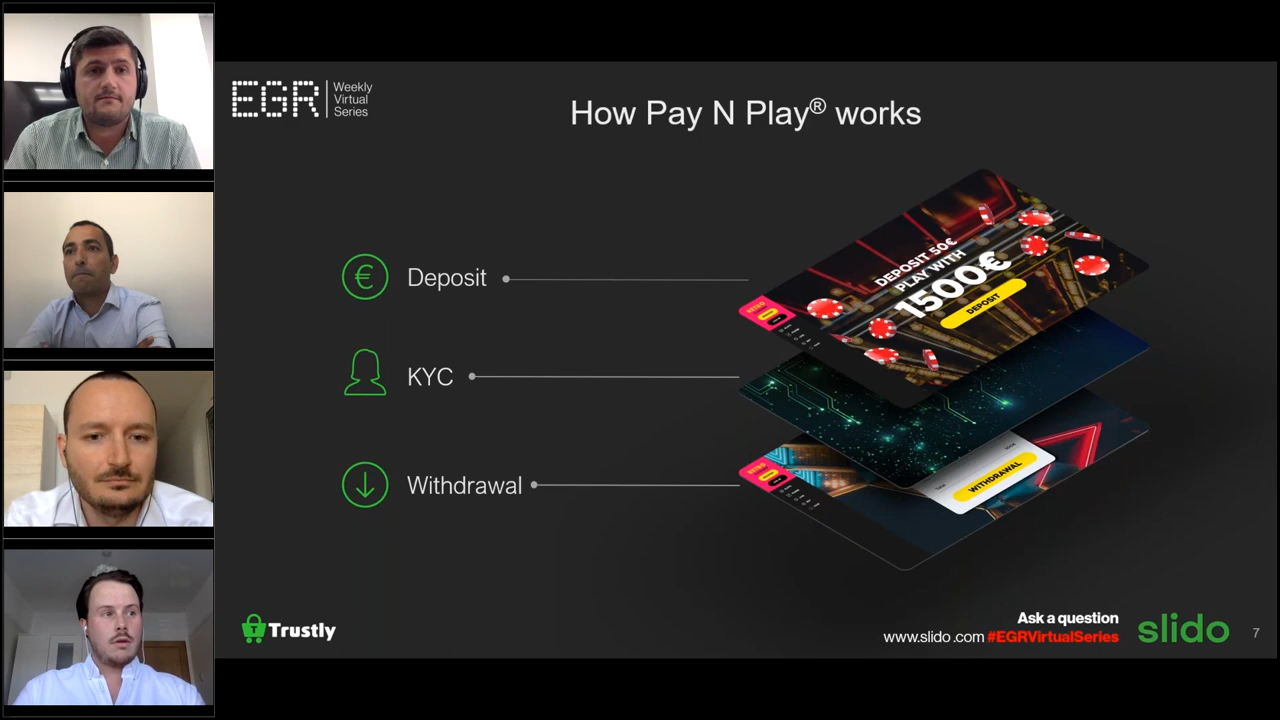 EGR
Weekly
Virtual
Series
How Pay N Play® works
€
Deposit
KYC
Withdrawal
DEPOSIT 50€
PLAY WITH
1500€
DEPOSIT
WITHDRAWAL
Trustly
Ask a question
www.slido .com #EGRVirtualSeries
slido
7